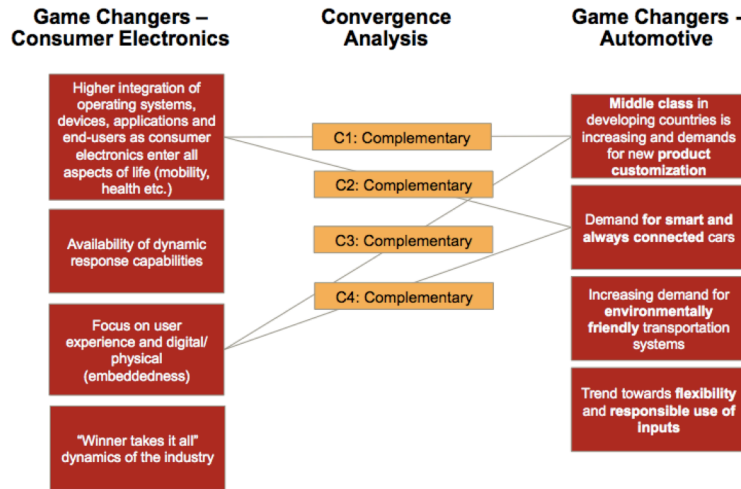 Game Changers –
Consumer Electronics
Convergence
Analysis
Game Changers -
Automotive
Higher integration of
operating systems,
devices, applications and
end-users as consumer
electronics enter all
aspects of life (mobility,
health etc.)
Availability of dynamic
response capabilities
Focus on user
experience and digital/
physical
(embeddedness)
“Winner takes it all”
dynamics of the industry
C1: Complementary
C2: Complementary
C3: Complementary
C4: Complementary
Middle class in
developing countries is
increasing and demands
for new product
customization
Demand for smart and
always connected cars
Increasing demand for
environmentally
friendly transportation
systems
Trend towards flexibility
and responsible use of
inputs